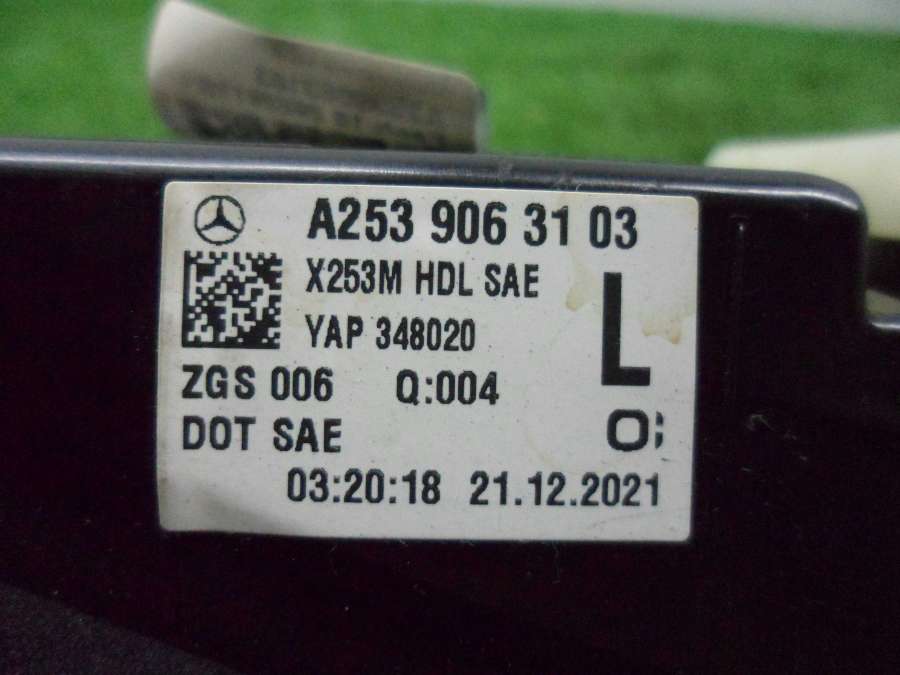 A253 906 31 03
X253M HDL SAE
L
YAP 348020
ZGS 006 Q:004
DOT SAE
03:20:18 21.12.2021